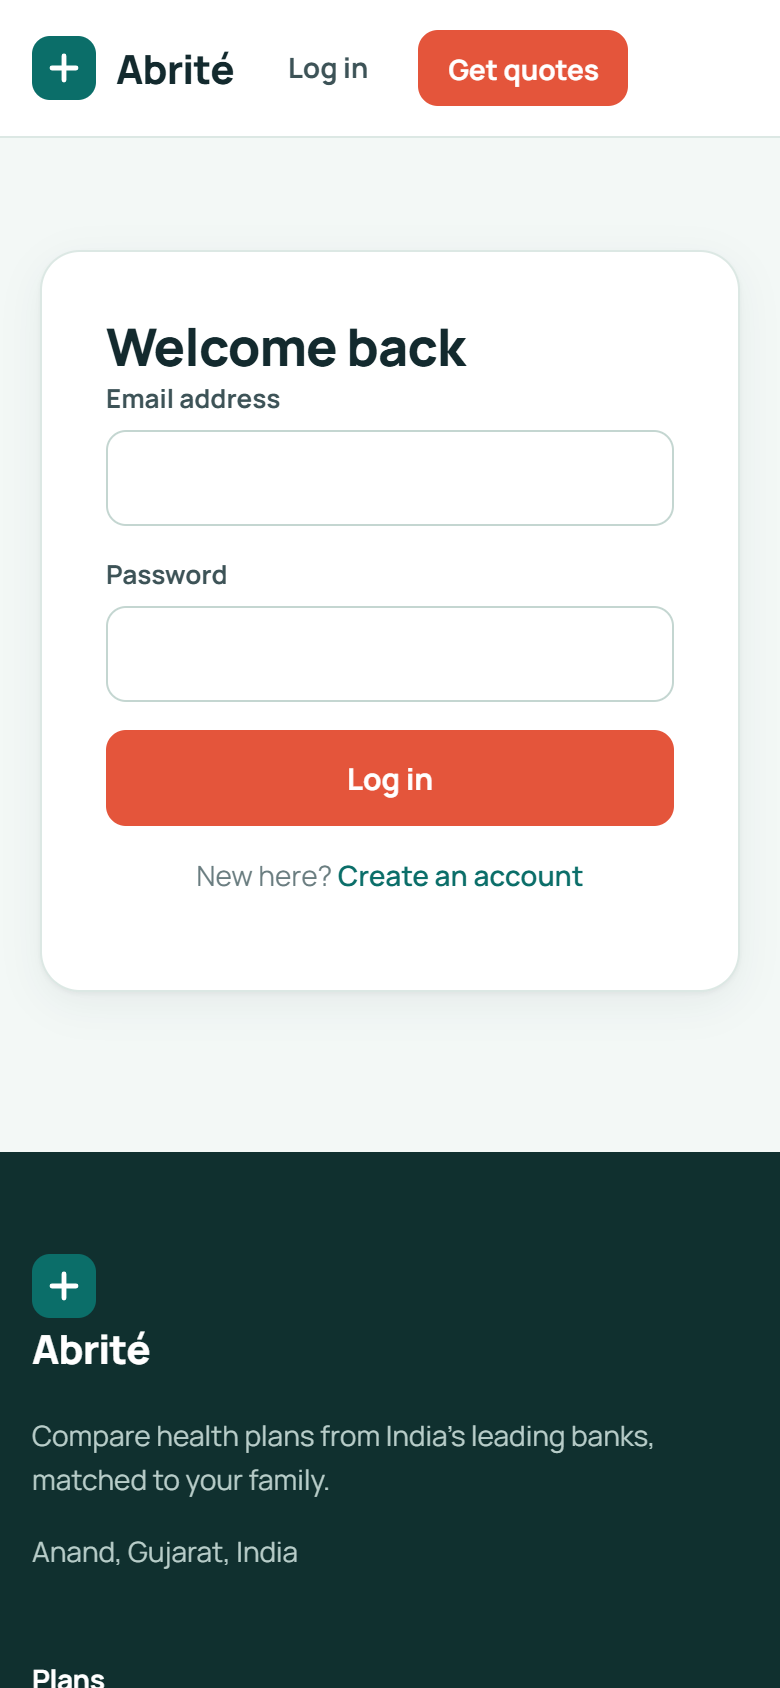 Abrité
Log in
Get quotes
Welcome back
Email address
Password
Log in
New here? Create an account
Abrité
Compare health plans from India’s leading banks,
matched to your family.
Anand, Gujarat, India
Plans